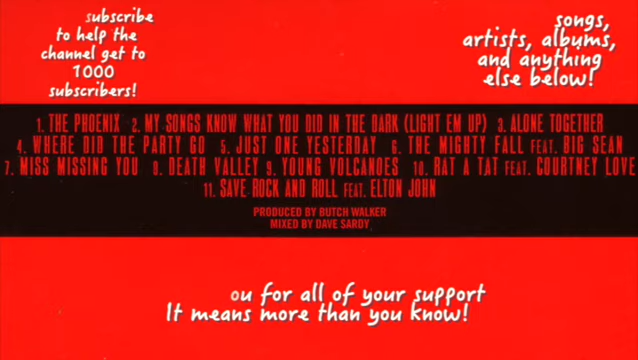 subscribe
to help the
channel get to
1000
subscribers!
songs,
artists, albums,
and anything
else below!
1. THE PHOENIX 2. MY SONGS KNOW WHAT YOU DID IN THE DARK (LIGHT EM UP) 3. ALONE TOGETHER
4. WHERE DID THE PARTY GO 5. JUST ONE YESTERDAY 6. THE MIGHTY FALL FEAT. BIG SEAN
7. MISS MISSING YOU 8. DEATH VALLEY 9. YOUNG VOLCANOES 10. RAT A TAT FEAT. COURTNEY LOVE
11. SAVE ROCK AND ROLL FEAT. ELTON JOHN
PRODUCED BY BUTCH WALKER
MIXED BY DAVE SARDY
ou for all of your support
It means more than you know!